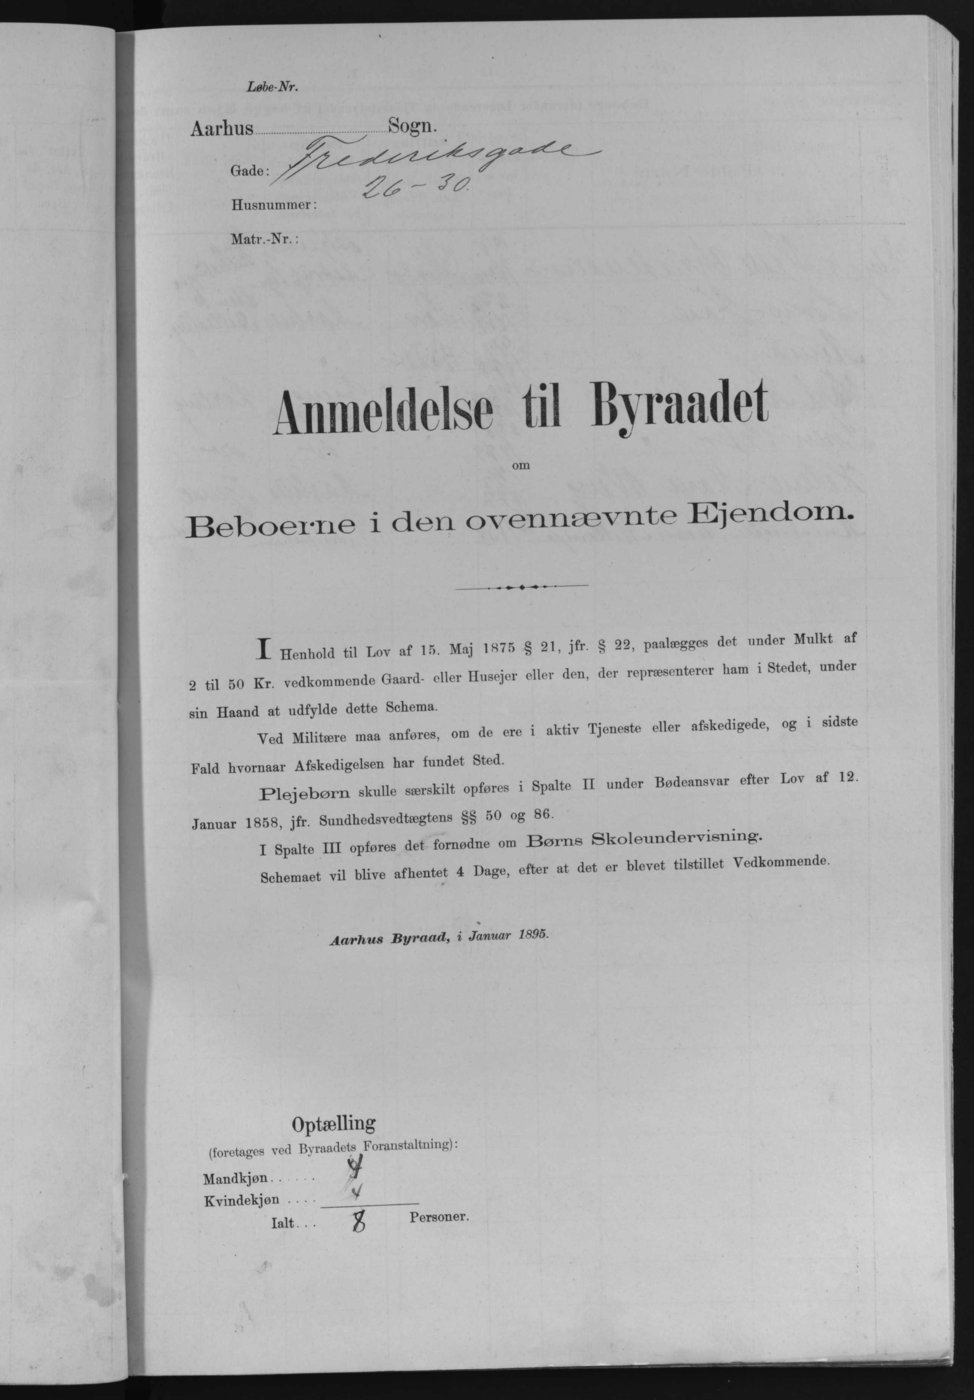 Løbe-Nr.
Aarhus Sogn.
Gade: Frederiksgade
Husnummer: 26-30.
Matr.-Nr.:
Anmeldelse til Byraadet
om
Beboerne i den ovennævnte Ejendom.
I Henhold til Lov af 15. Maj 1875 § 21, jfr. § 22, paalægges det under Mulkt af
2 til 50 Kr. vedkommende Gaard- eller Husejer eller den, der repræsenterer ham i Stedet, under
sin Haand at udfylde dette Schema.
Ved Militære maa anføres, om de ere i aktiv Tjeneste eller afskedigede, og i sidste
Fald hvornaar Afskedigelsen har fundet Sted.
Plejebørn skulle særskilt opføres i Spalte II under Bødeansvar efter Lov af 12.
Januar 1858, jfr. Sundhedsvedtægtens §§ 50 og 86.
I Spalte III opføres det fornødne om Børns Skoleundervisning.
Schemaet vil blive afhentet 4 Dage, efter at det er blevet tilstillet Vedkommende.
Aarhus Byraad, i Januar 1895.
Optælling
(foretages ved Byraadets Foranstaltning):
Mandkjøn...... 4
Kvindekjøn .... 4
Ialt... 8 Personer.